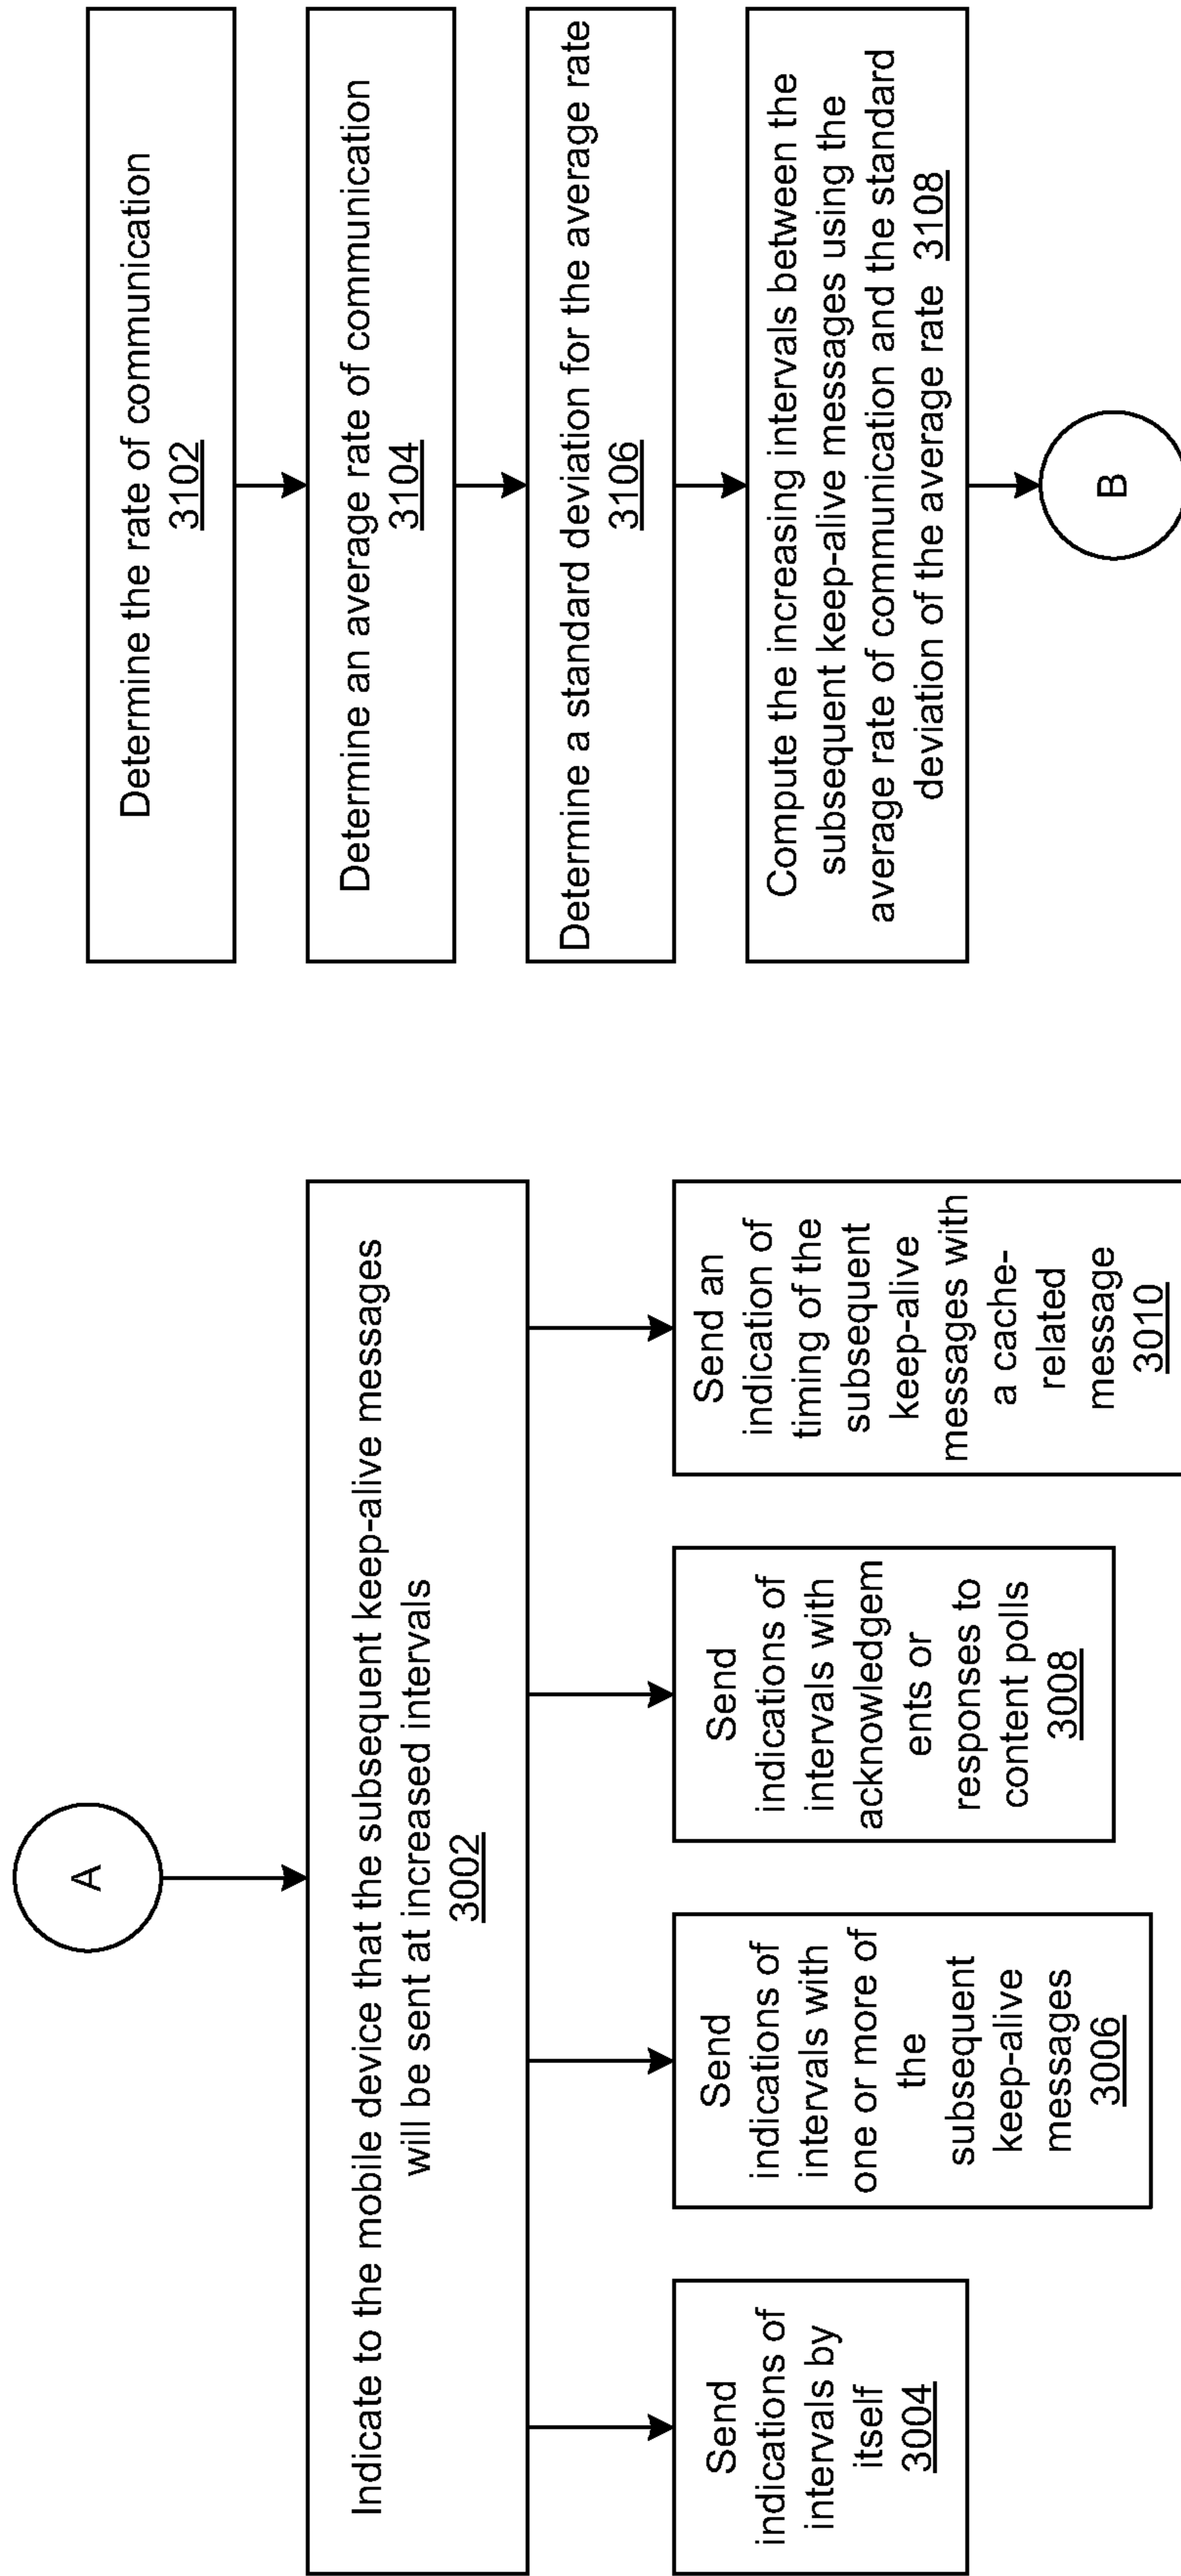 A
Indicate to the mobile device that the subsequent keep-alive messages
will be sent at increased intervals
3002
Send
indications of
intervals by
itself
3004
Send
indications of
intervals with
one or more of
the
subsequent
keep-alive
messages
3006
Send
indications of
intervals with
acknowledgem
ents or
responses to
content polls
3008
Send an
indication of
timing of the
subsequent
keep-alive
messages with
a cache-
related
message
3010
Determine the rate of communication
3102
Determine an average rate of communication
3104
Determine a standard deviation for the average rate
3106
Compute the increasing intervals between the
subsequent keep-alive messages using the
average rate of communication and the standard
deviation of the average rate 3108
B